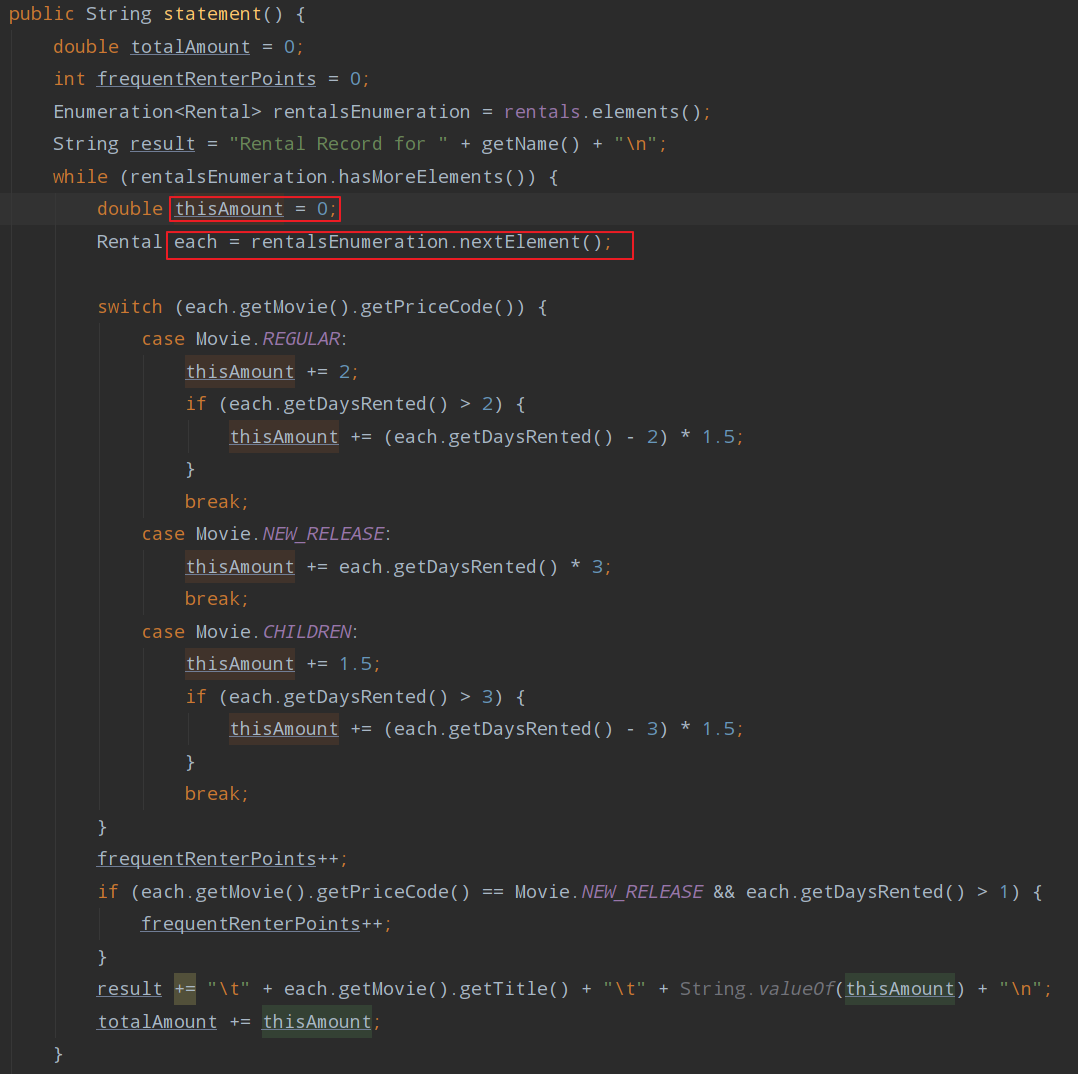 public String statement() {
    double totalAmount = 0;
    int frequentRenterPoints = 0;
    Enumeration<Rental> rentalsEnumeration = rentals.elements();
    String result = "Rental Record for " + getName() + "\n";
    while (rentalsEnumeration.hasMoreElements()) {
        double thisAmount = 0;
        Rental each = rentalsEnumeration.nextElement();

        switch (each.getMovie().getPriceCode()) {
            case Movie.REGULAR:
                thisAmount += 2;
                if (each.getDaysRented() > 2) {
                    thisAmount += (each.getDaysRented() - 2) * 1.5;
                }
                break;
            case Movie.NEW_RELEASE:
                thisAmount += each.getDaysRented() * 3;
                break;
            case Movie.CHILDREN:
                thisAmount += 1.5;
                if (each.getDaysRented() > 3) {
                    thisAmount += (each.getDaysRented() - 3) * 1.5;
                }
                break;
        }
        frequentRenterPoints++;
        if (each.getMovie().getPriceCode() == Movie.NEW_RELEASE && each.getDaysRented() > 1) {
            frequentRenterPoints++;
        }
        result += "\t" + each.getMovie().getTitle() + "\t" + String.valueOf(thisAmount) + "\n";
        totalAmount += thisAmount;
    }